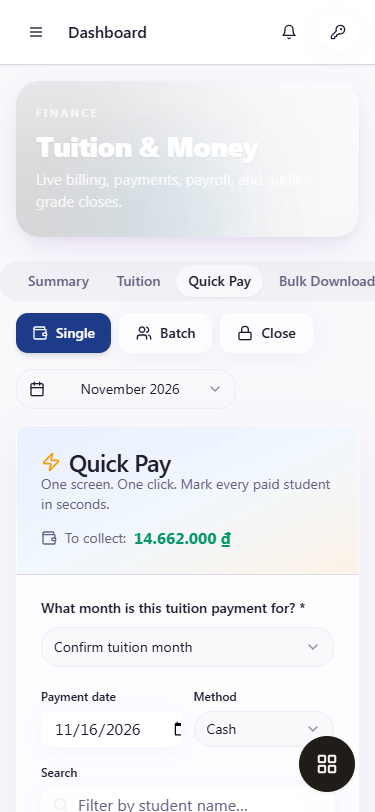 Dashboard
FINANCE
Tuition & Money
Live billing, payments, payroll, and audit
grade closes.
Summary Tuition Quick Pay Bulk Download
Single Batch Close
November 2026
Quick Pay
One screen. One click. Mark every paid student
in seconds.
To collect: 14.662.000 ₫
What month is this tuition payment for? *
Confirm tuition month
Payment date Method
11/16/2026 Cash
Search
Filter by student name...